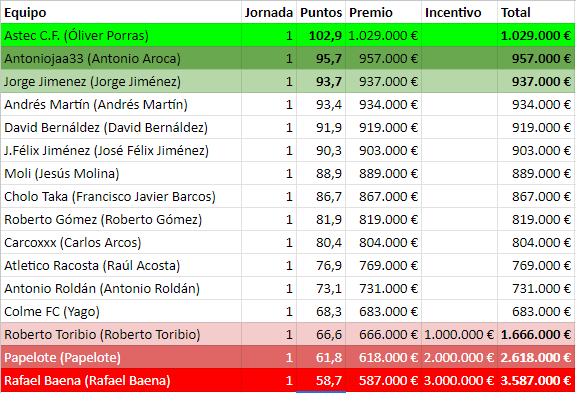 Equipo Jornada Puntos Premio Incentivo Total
Astec C.F. (Óliver Porras) 1 102,9 1.029.000 € 1.029.000 €
Antoniojaa33 (Antonio Aroca) 1 95,7 957.000 € 957.000 €
Jorge Jimenez (Jorge Jiménez) 1 93,7 937.000 € 937.000 €
Andrés Martín (Andrés Martín) 1 93,4 934.000 € 934.000 €
David Bernáldez (David Bernáldez) 1 91,9 919.000 € 919.000 €
J.Félix Jiménez (José Félix Jiménez) 1 90,3 903.000 € 903.000 €
Moli (Jesús Molina) 1 88,9 889.000 € 889.000 €
Cholo Taka (Francisco Javier Barcos) 1 86,7 867.000 € 867.000 €
Roberto Gómez (Roberto Gómez) 1 81,9 819.000 € 819.000 €
Carcoxxx (Carlos Arcos) 1 80,4 804.000 € 804.000 €
Atletico Racosta (Raúl Acosta) 1 76,9 769.000 € 769.000 €
Antonio Roldán (Antonio Roldán) 1 73,1 731.000 € 731.000 €
Colme FC (Yago) 1 68,3 683.000 € 683.000 €
Roberto Toribio (Roberto Toribio) 1 66,6 666.000 € 1.000.000 € 1.666.000 €
Papelote (Papelote) 1 61,8 618.000 € 2.000.000 € 2.618.000 €
Rafael Baena (Rafael Baena) 1 58,7 587.000 € 3.000.000 € 3.587.000 €